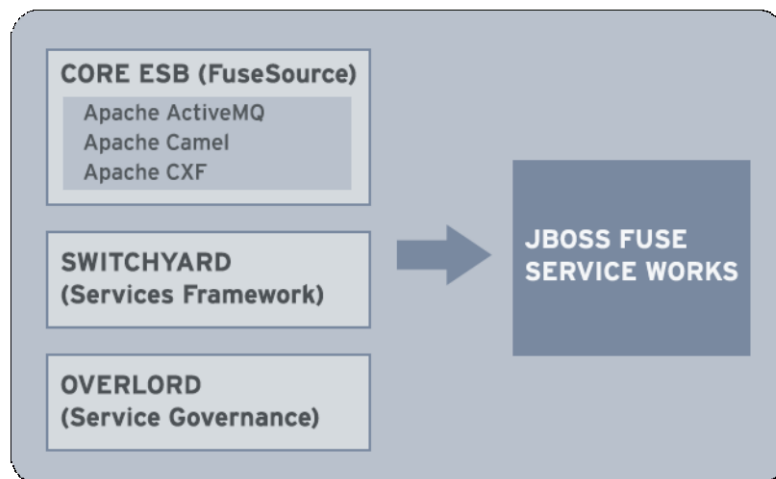 CORE ESB (FuseSource)
Apache ActiveMQ
Apache Camel
Apache CXF
SWITCHYARD
(Services Framework)
OVERLORD
(Service Governance)
JBOSS FUSE
SERVICE WORKS